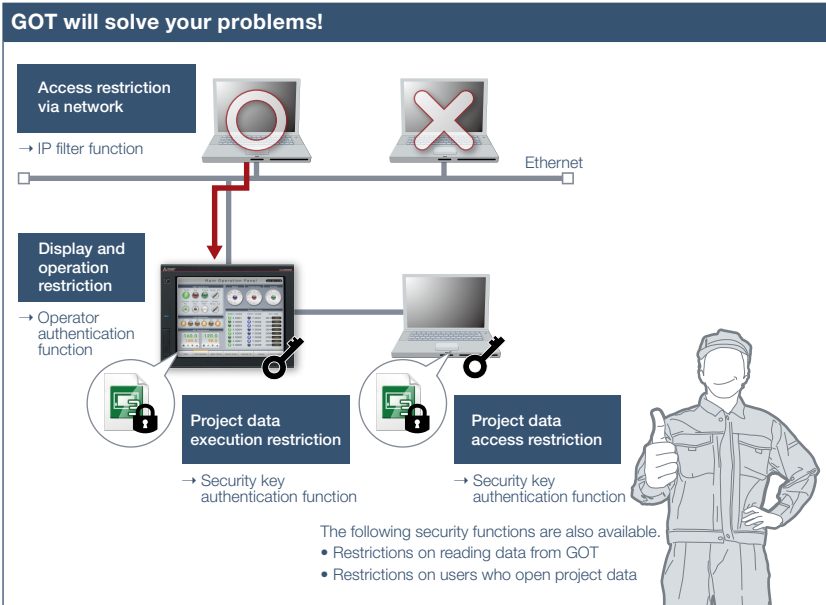 GOT will solve your problems!
Access restriction
via network
→ IP filter function
Ethernet
Display and
operation
restriction
→ Operator
authentication
function
Project data
execution restriction
→ Security key
authentication function
Project data
access restriction
→ Security key
authentication function
The following security functions are also available.
• Restrictions on reading data from GOT
• Restrictions on users who open project data